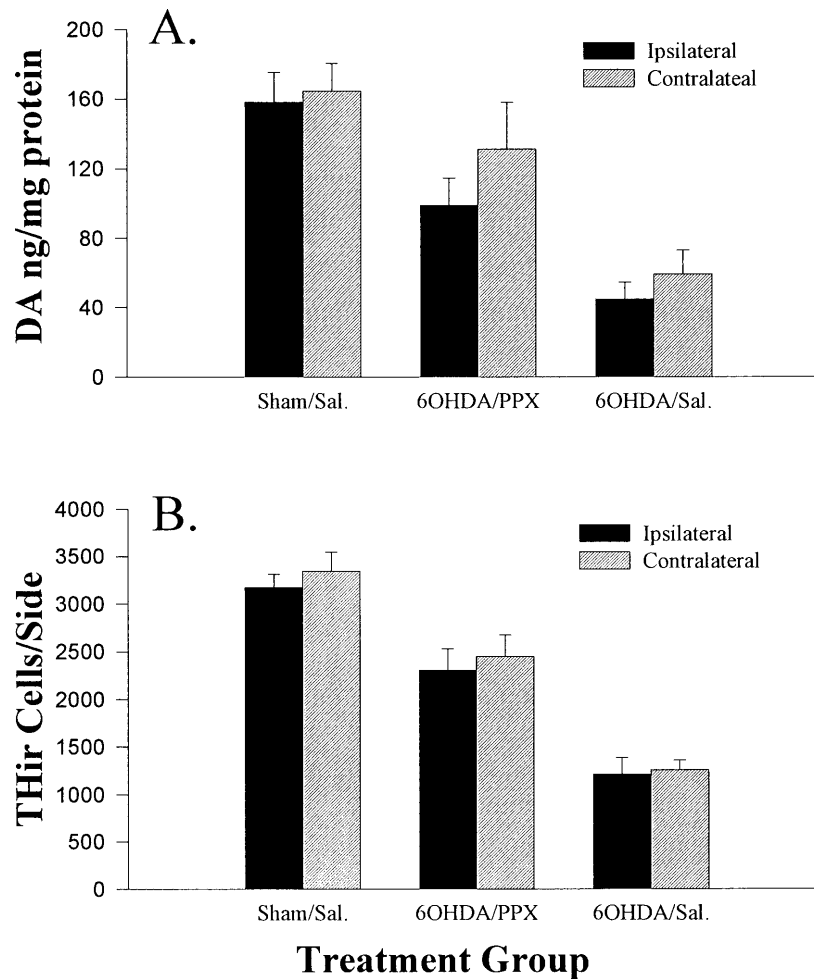 A.
Ipsilateral
Contralateal
DA ng/mg protein
200
160
120
80
40
0
Sham/Sal.
6OHDA/PPX
6OHDA/Sal.
B.
Ipsilateral
Contralateral
THir Cells/Side
4000
3500
3000
2500
2000
1500
1000
500
0
Sham/Sal.
6OHDA/PPX
6OHDA/Sal.
Treatment Group